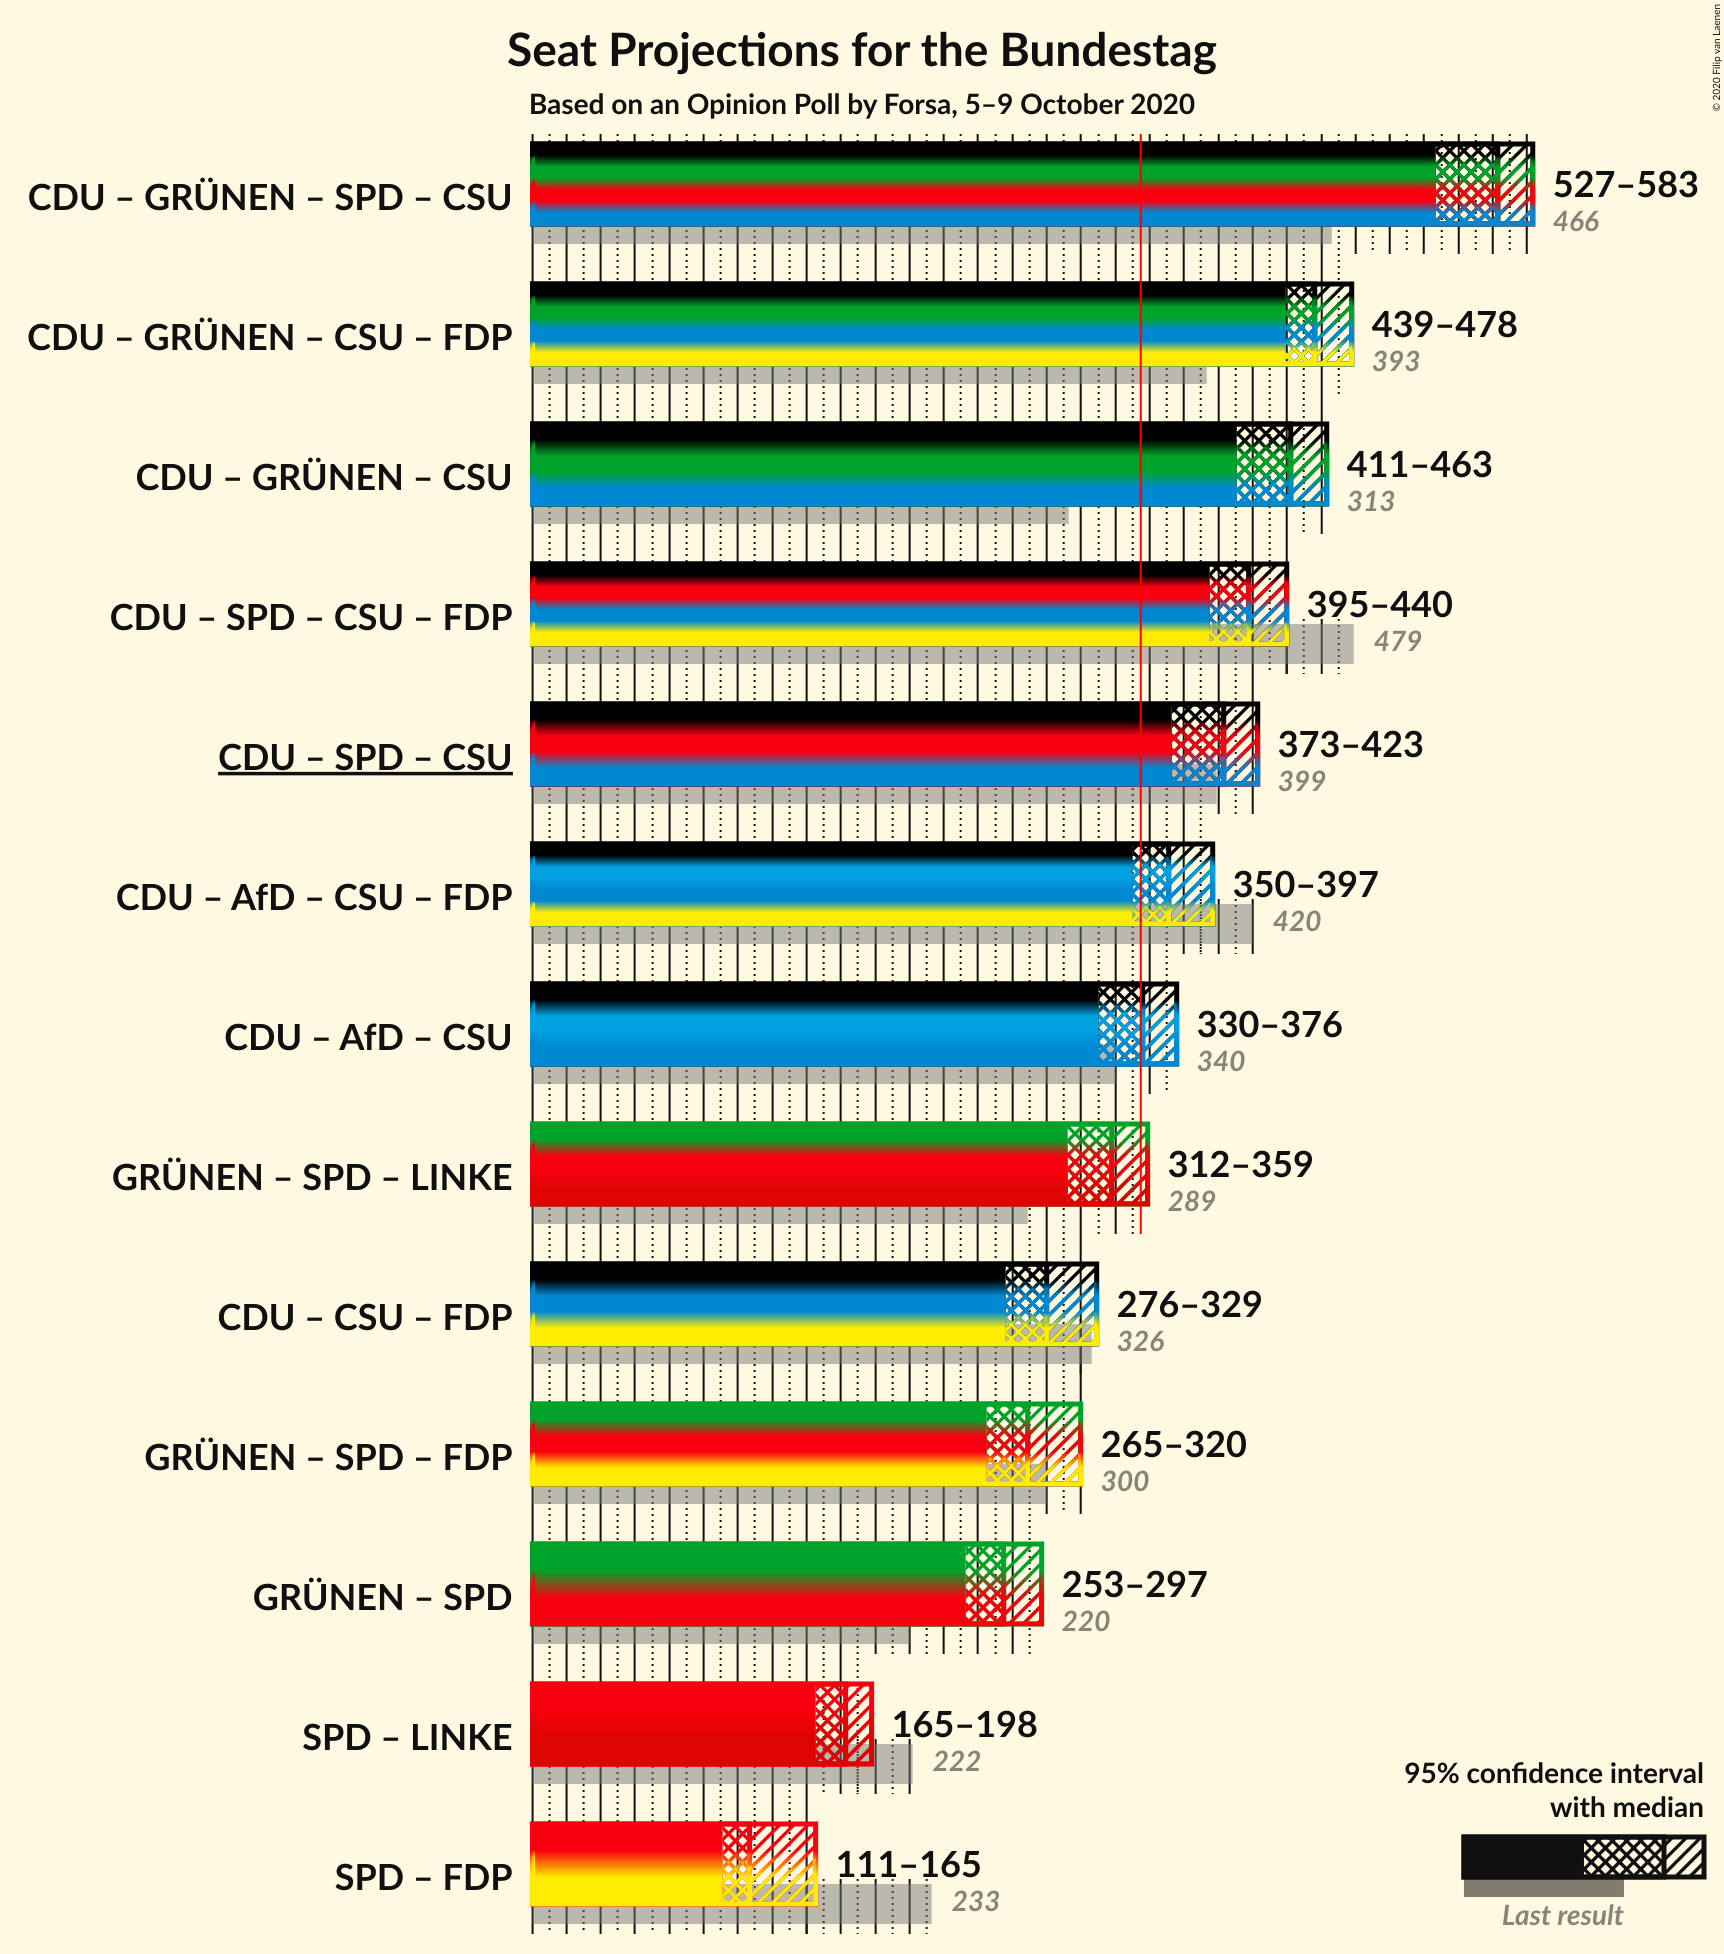 Seat Projections for the Bundestag
Based on an Opinion Poll by Forsa, 5–9 October 2020
© 2020 Filip van Laenen
CDU – GRÜNEN – SPD – CSU
527–583
466
CDU – GRÜNEN – CSU – FDP
439–478
393
CDU – GRÜNEN – CSU
411–463
313
CDU – SPD – CSU – FDP
395–440
479
CDU – SPD – CSU
373–423
399
CDU – AfD – CSU – FDP
350–397
420
CDU – AfD – CSU
330–376
340
GRÜNEN – SPD – LINKE
312–359
289
CDU – CSU – FDP
276–329
326
GRÜNEN – SPD – FDP
265–320
300
GRÜNEN – SPD
253–297
220
SPD – LINKE
165–198
222
SPD – FDP
111–165
233
95% confidence interval
with median
Last result